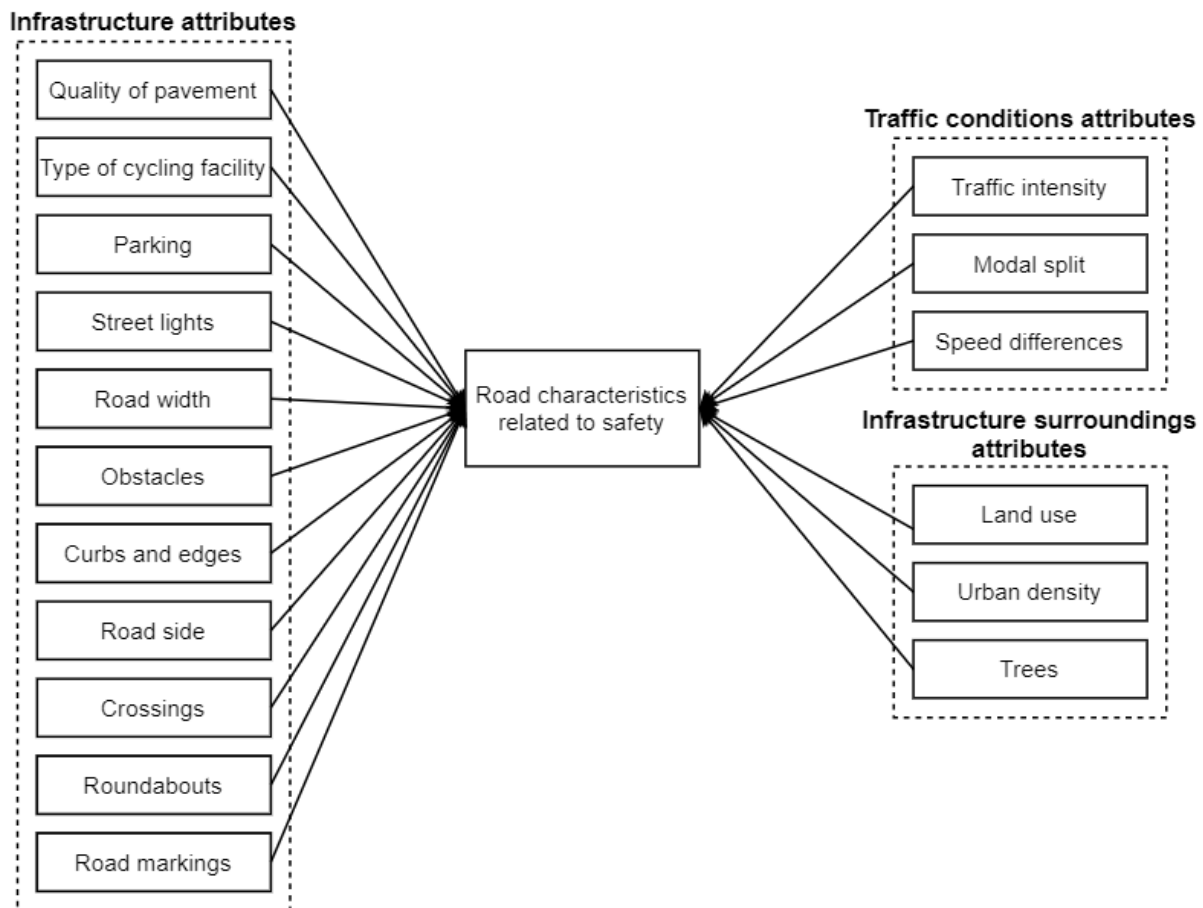 Infrastructure attributes
Quality of pavement
Type of cycling facility
Parking
Street lights
Road width
Obstacles
Curbs and edges
Road side
Crossings
Roundabouts
Road markings
Road characteristics
related to safety
Traffic conditions attributes
Traffic intensity
Modal split
Speed differences
Infrastructure surroundings
attributes
Land use
Urban density
Trees